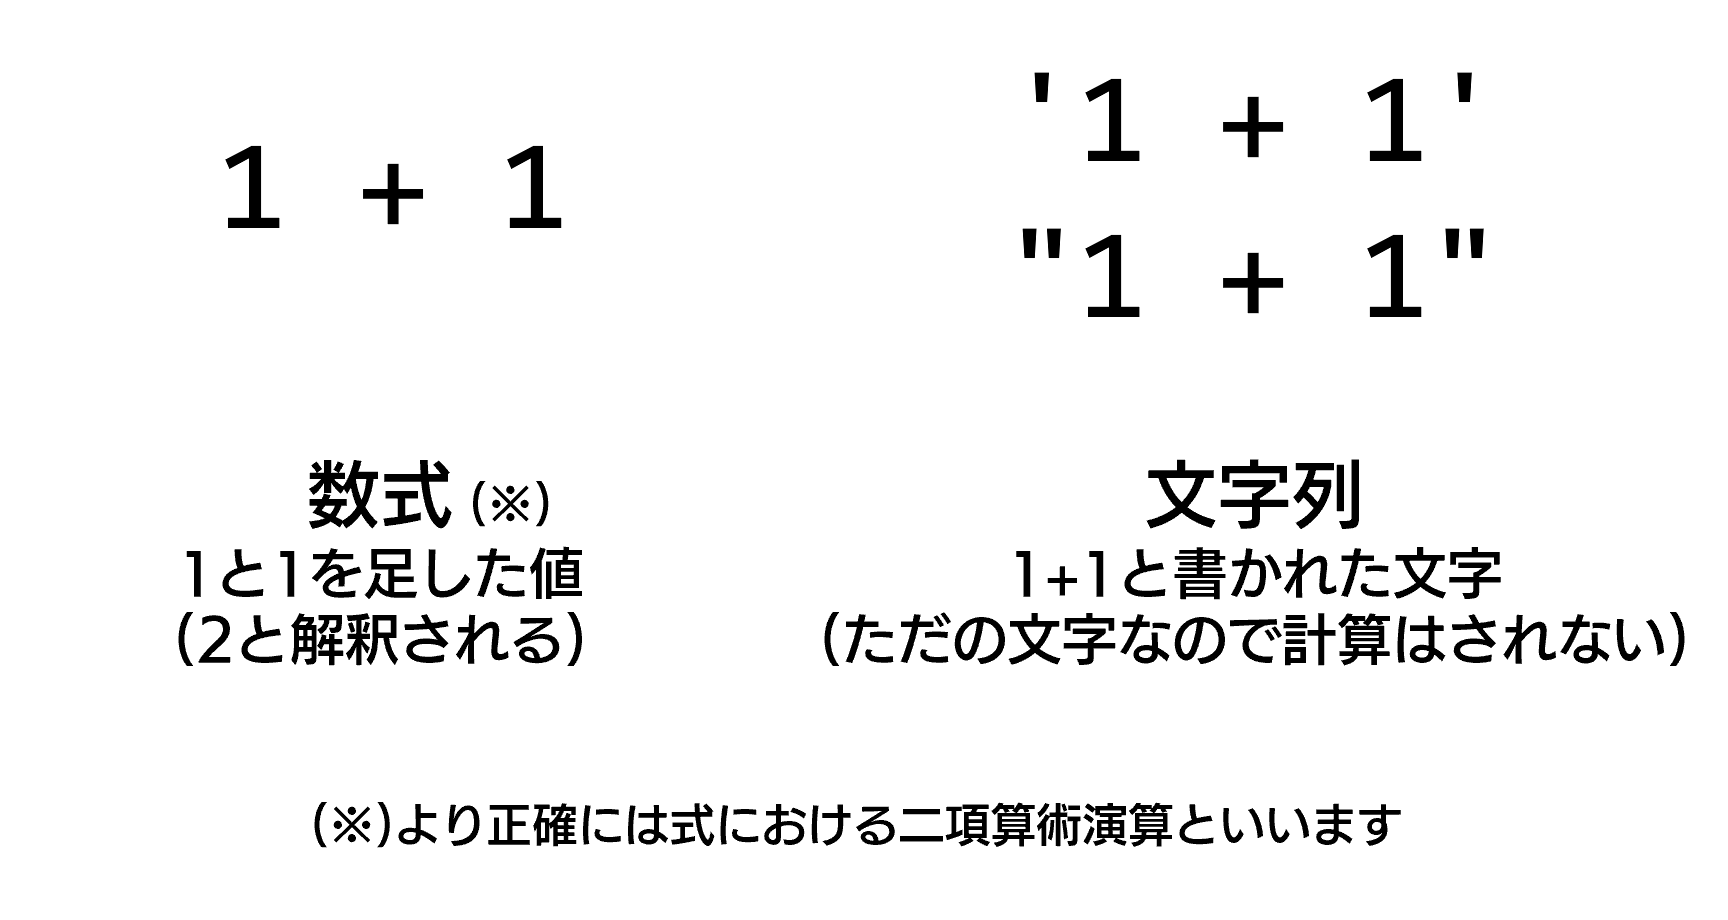 1 + 1
数式 (※)
1と1を足した値
(2と解釈される)
'1 + 1'
"1 + 1"
文字列
1+1と書かれた文字
(ただの文字なので計算はされない)
(※)より正確には式における二項算術演算といいます